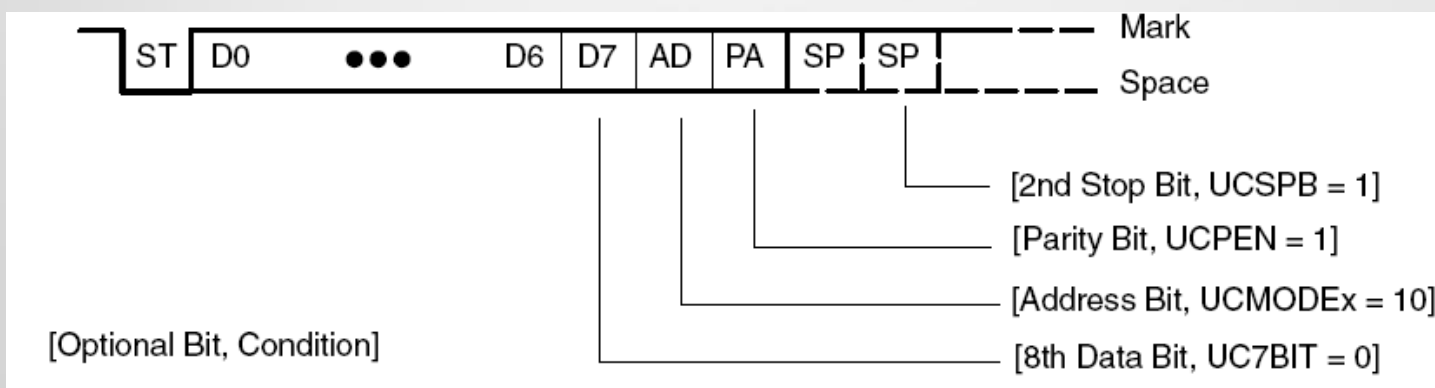 Mark
ST D0 ●●● D6 D7 AD PA SP SP
Space
[2nd Stop Bit, UCSPB = 1]
[Parity Bit, UCPEN = 1]
[Address Bit, UCMODEx = 10]
[Optional Bit, Condition]
[8th Data Bit, UC7BIT = 0]